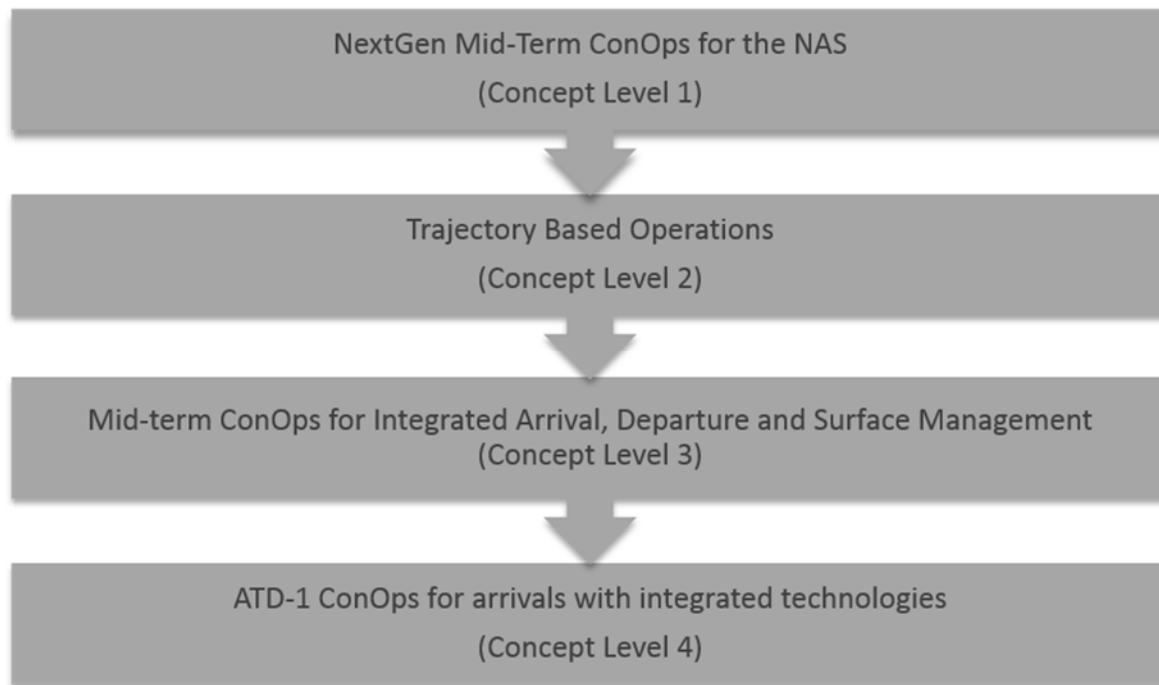 NextGen Mid-Term ConOps for the NAS
(Concept Level 1)
Trajectory Based Operations
(Concept Level 2)
Mid-term ConOps for Integrated Arrival, Departure and Surface Management
(Concept Level 3)
ATD-1 ConOps for arrivals with integrated technologies
(Concept Level 4)